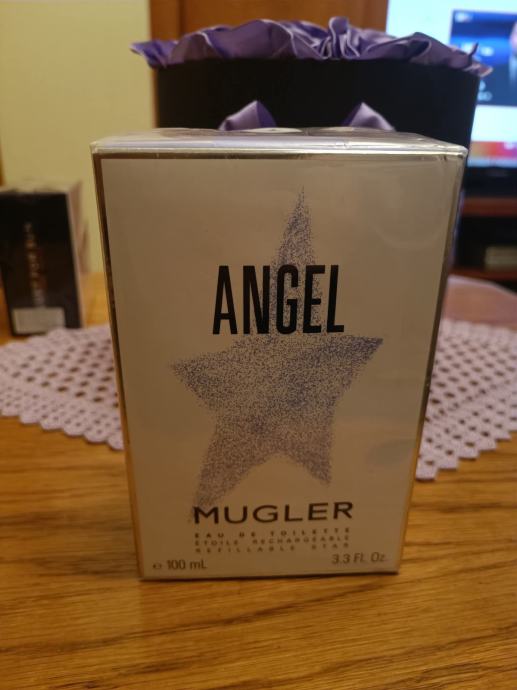 ANGEL
MUGLER
EAU DE TOILETTE
ÉTOILE RECHARGEABLE
REFILLABLE STAR
e 100 mL
3.3 Fl. Oz.